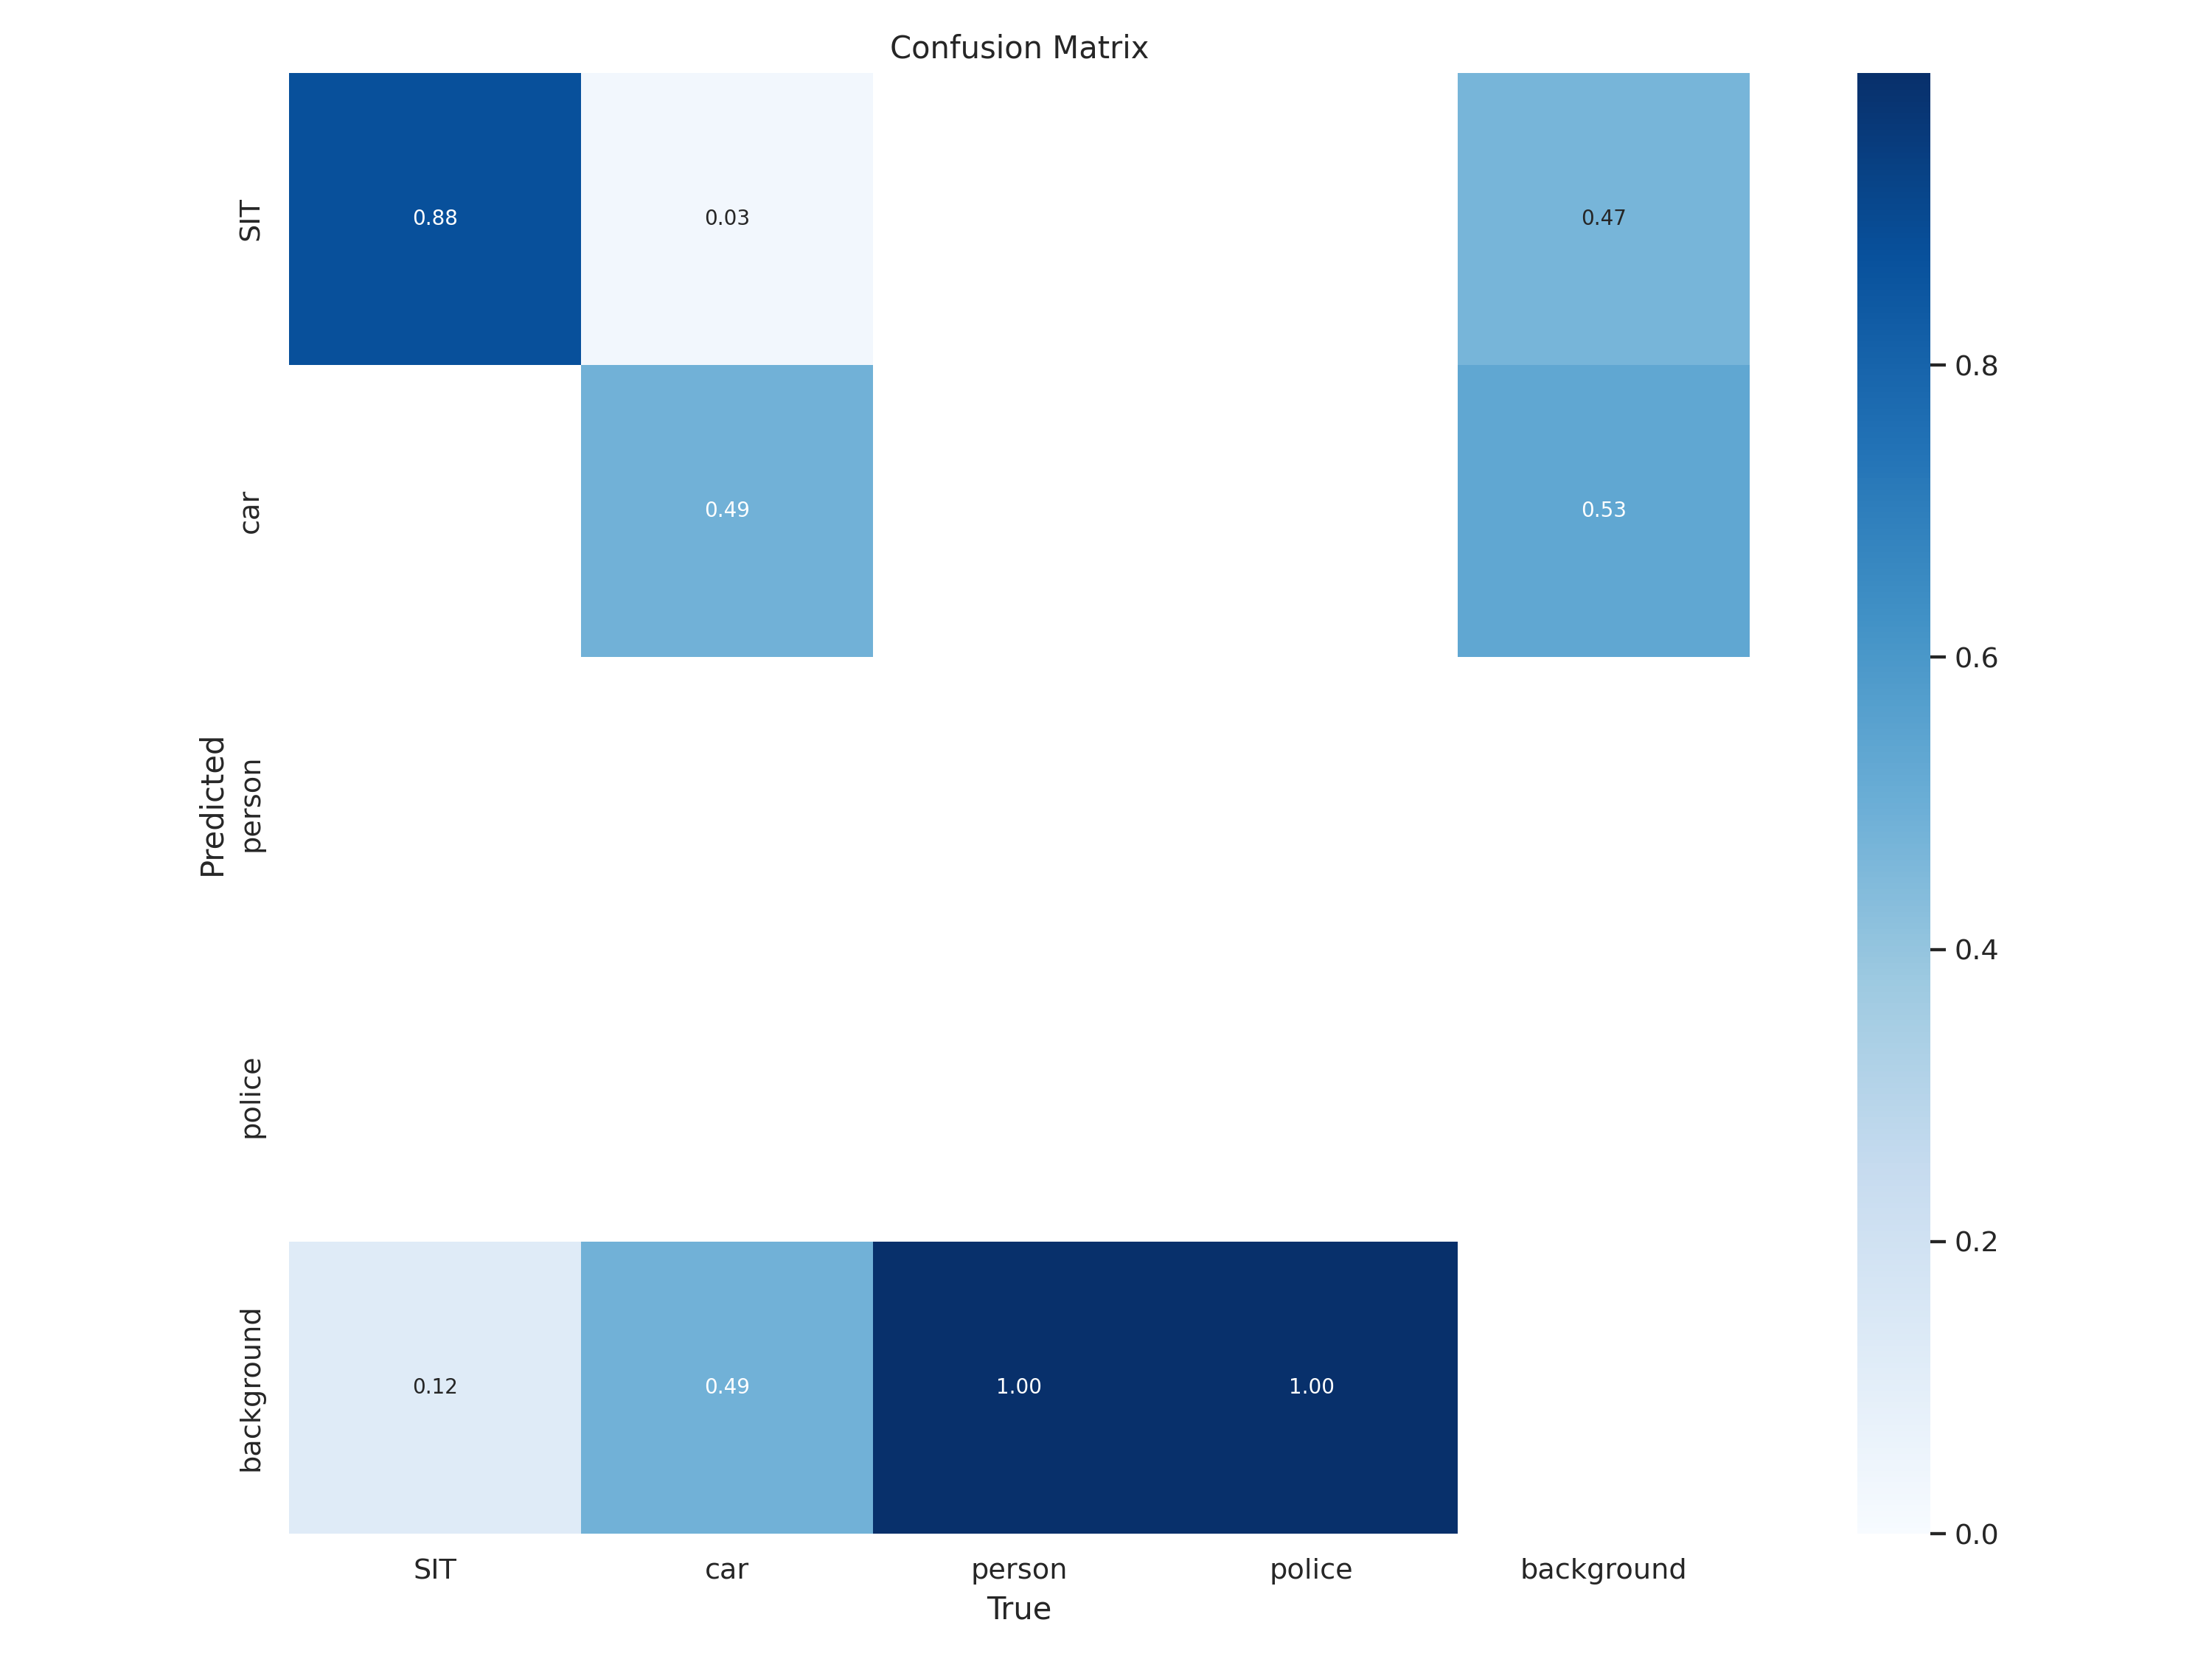 Confusion Matrix
SIT
0.88
0.03
0.47
car
0.49
0.53
Predicted
person
police
background
0.12
0.49
1.00
1.00
SIT
car
person
police
background
True
0.8
0.6
0.4
0.2
0.0